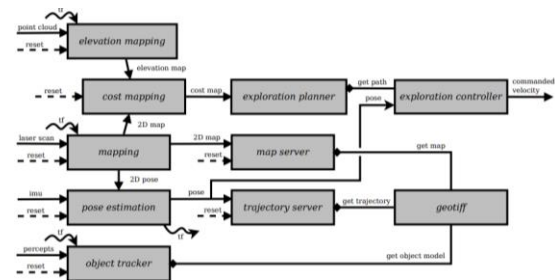 tf
point cloud
reset
elevation mapping
elevation map
reset
cost mapping
cost map
exploration planner
get path
exploration controller
commanded
velocity
pose
tf
2D map
laser scan
reset
mapping
2D map
reset
map server
get map
2D pose
imu
reset
pose estimation
pose
reset
trajectory server
get trajectory
geotiff
tf
tf
percepts
reset
object tracker
get object model